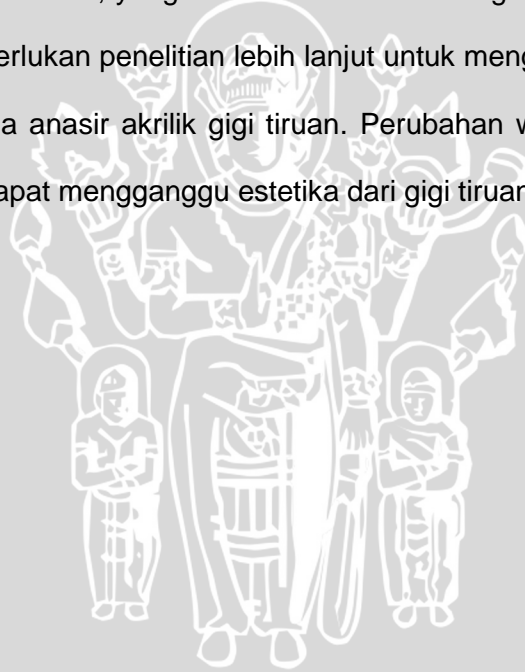 erlukan penelitian lebih lanjut untuk meng
a anasir akrilik gigi tiruan. Perubahan w
apat mengganggu estetika dari gigi tiruan